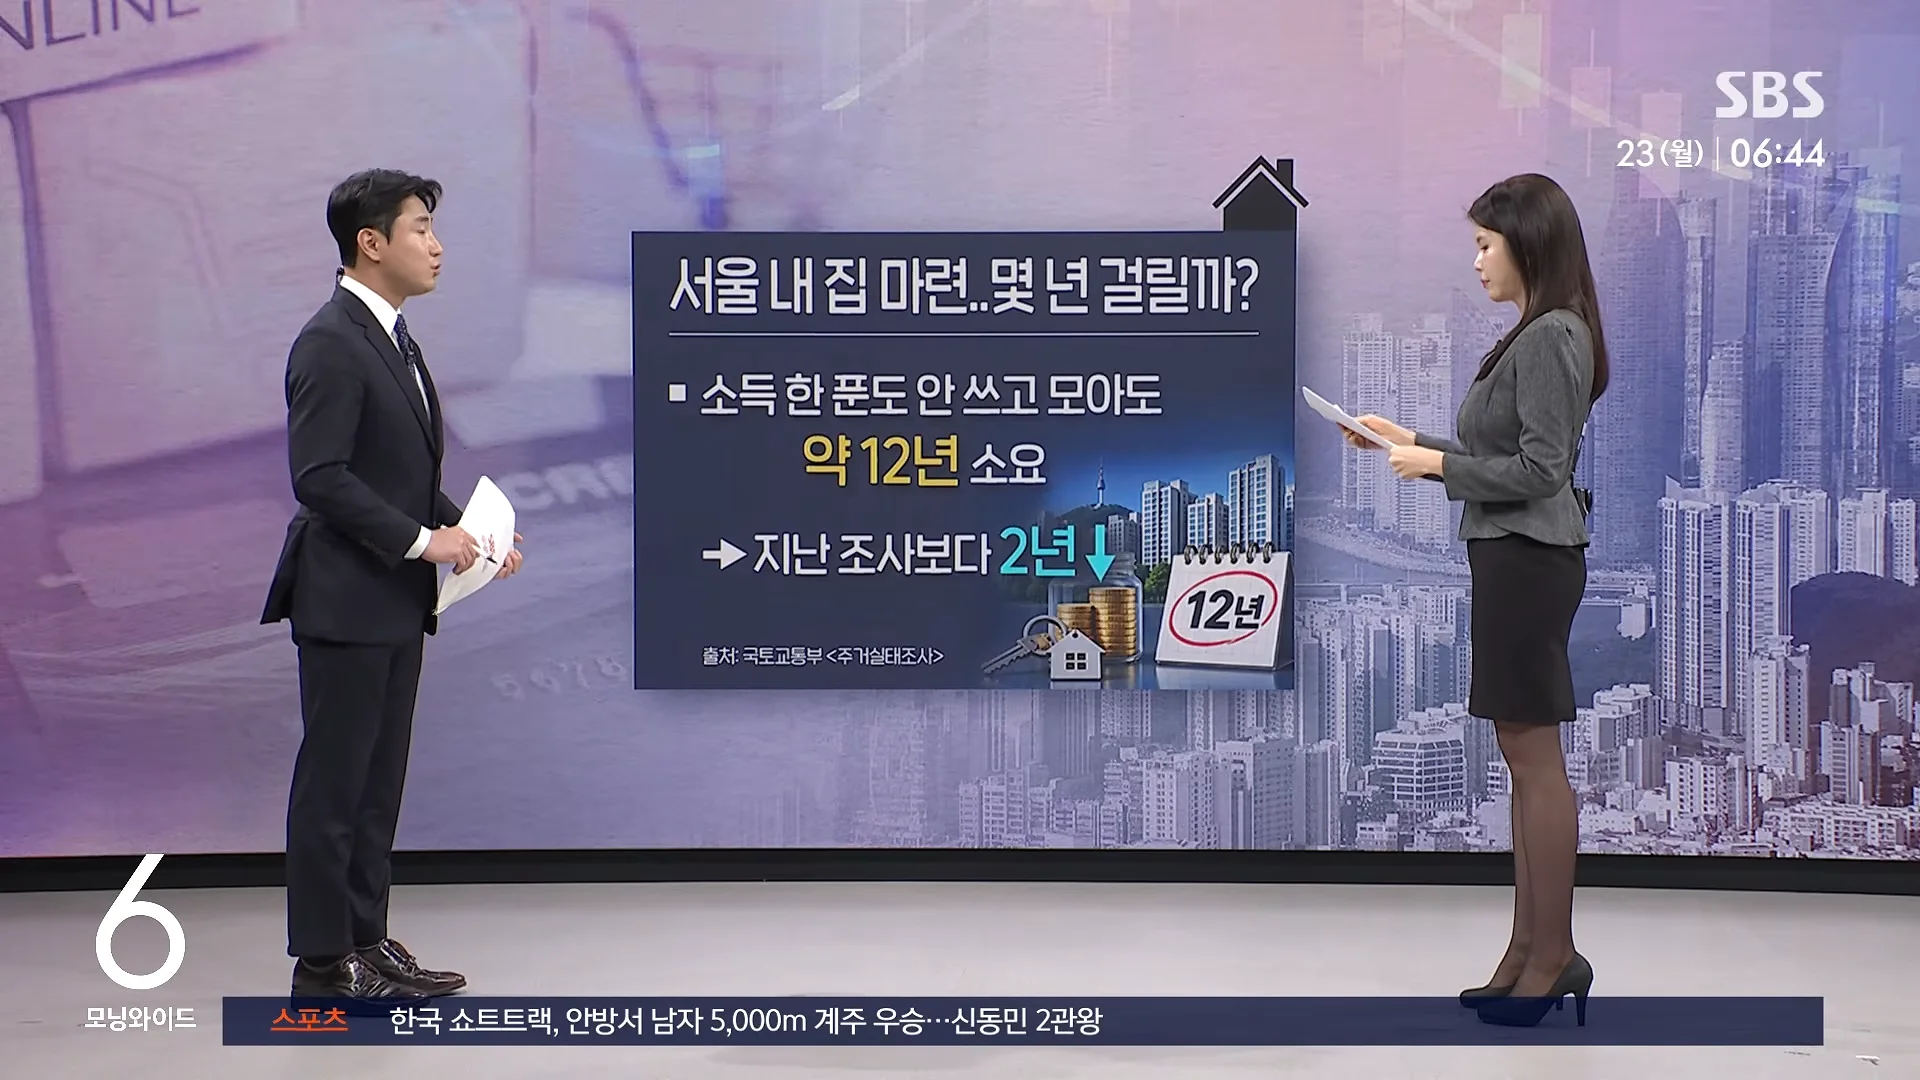 NLINE
SBS
23(월) 06:44
서울 내 집 마련..몇 년 걸릴까?
■ 소득 한 푼도 안 쓰고 모아도
약 12년 소요
➜ 지난 조사보다 2년↓
12년
출처: 국토교통부 <주거실태조사>
CRE
5678
6
모닝와이드
스포츠 한국 쇼트트랙, 안방서 남자 5,000m 계주 우승…신동민 2관왕